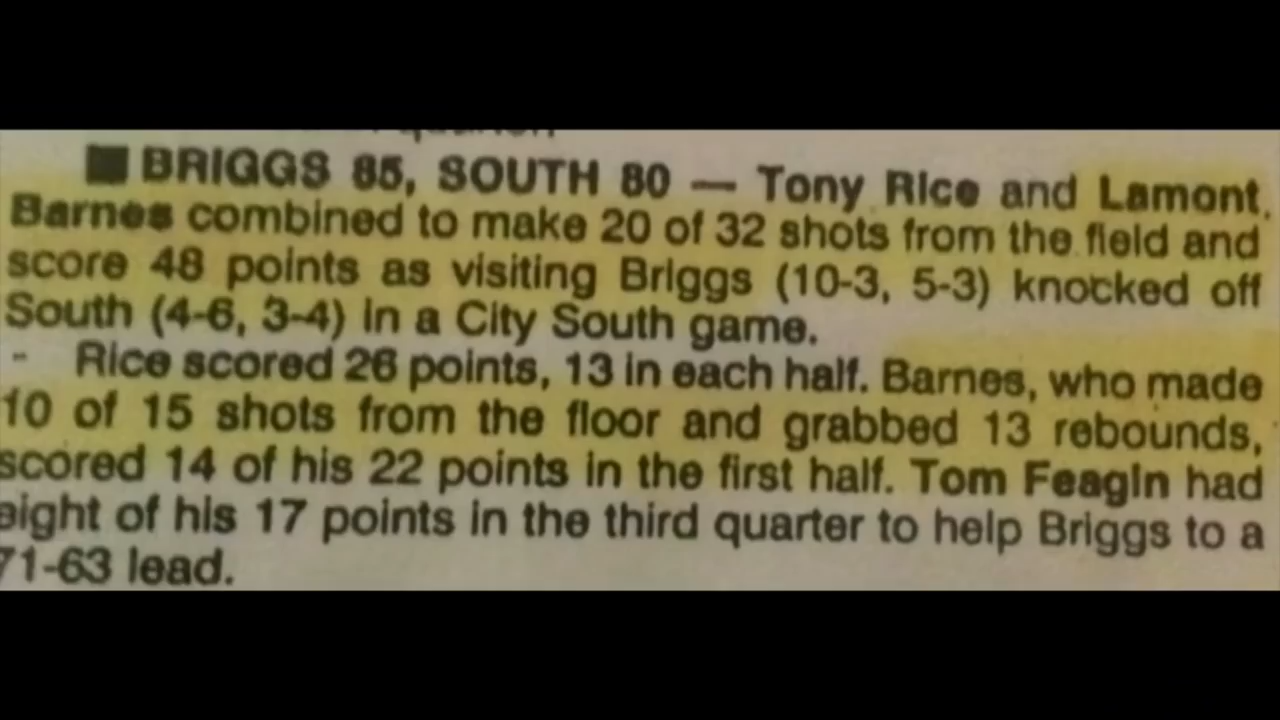 ■ BRIGGS 85, SOUTH 80 — Tony Rice and Lamont
Barnes combined to make 20 of 32 shots from the field and
score 48 points as visiting Briggs (10-3, 5-3) knocked off
South (4-6, 3-4) in a City South game.
Rice scored 26 points, 13 in each half. Barnes, who made
10 of 15 shots from the floor and grabbed 13 rebounds,
scored 14 of his 22 points in the first half. Tom Feagin had
eight of his 17 points in the third quarter to help Briggs to a
71-63 lead.